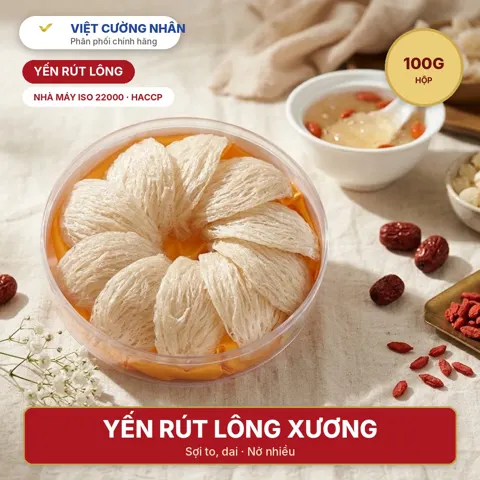 VIỆT CƯỜNG NHÂN
Phân phối chính hãng
YẾN RÚT LÔNG
NHÀ MÁY ISO 22000 · HACCP
100G
HỘP
YẾN RÚT LÔNG XƯƠNG
Sợi to, dai · Nở nhiều